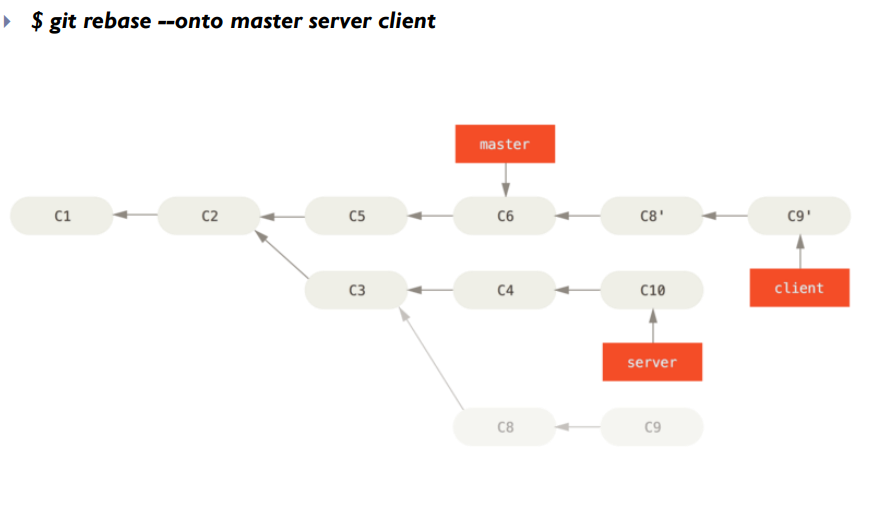 $ git rebase --onto master server client
master
C1 C2 C5 C6 C8' C9'
C3 C4 C10 client
server
C8 C9